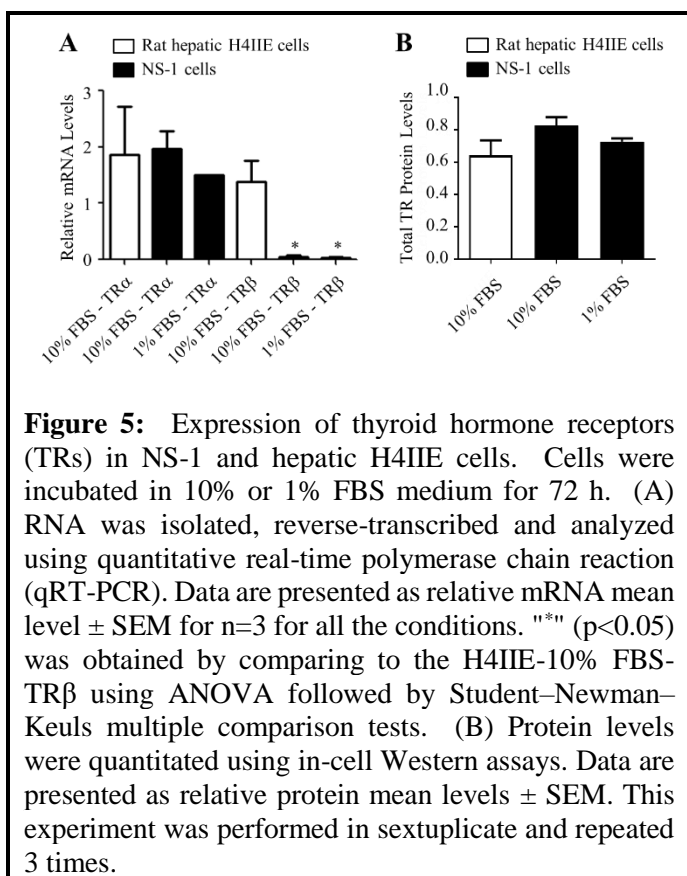 A
Rat hepatic H4IIE cells
NS-1 cells
Relative mRNA Levels
3
2
1
0
*
*
10% FBS - TRα
10% FBS - TRα
1% FBS - TRα
10% FBS - TRβ
10% FBS - TRβ
1% FBS - TRβ
B
Rat hepatic H4IIE cells
NS-1 cells
Total TR Protein Levels
1.0
0.8
0.6
0.4
0.2
0.0
10% FBS
10% FBS
1% FBS
Figure 5: Expression of thyroid hormone receptors
(TRs) in NS-1 and hepatic H4IIE cells. Cells were
incubated in 10% or 1% FBS medium for 72 h. (A)
RNA was isolated, reverse-transcribed and analyzed
using quantitative real-time polymerase chain reaction
(qRT-PCR). Data are presented as relative mRNA mean
level ± SEM for n=3 for all the conditions. "*" (p<0.05)
was obtained by comparing to the H4IIE-10% FBS-
TRβ using ANOVA followed by Student–Newman–
Keuls multiple comparison tests. (B) Protein levels
were quantitated using in-cell Western assays. Data are
presented as relative protein mean levels ± SEM. This
experiment was performed in sextuplicate and repeated
3 times.